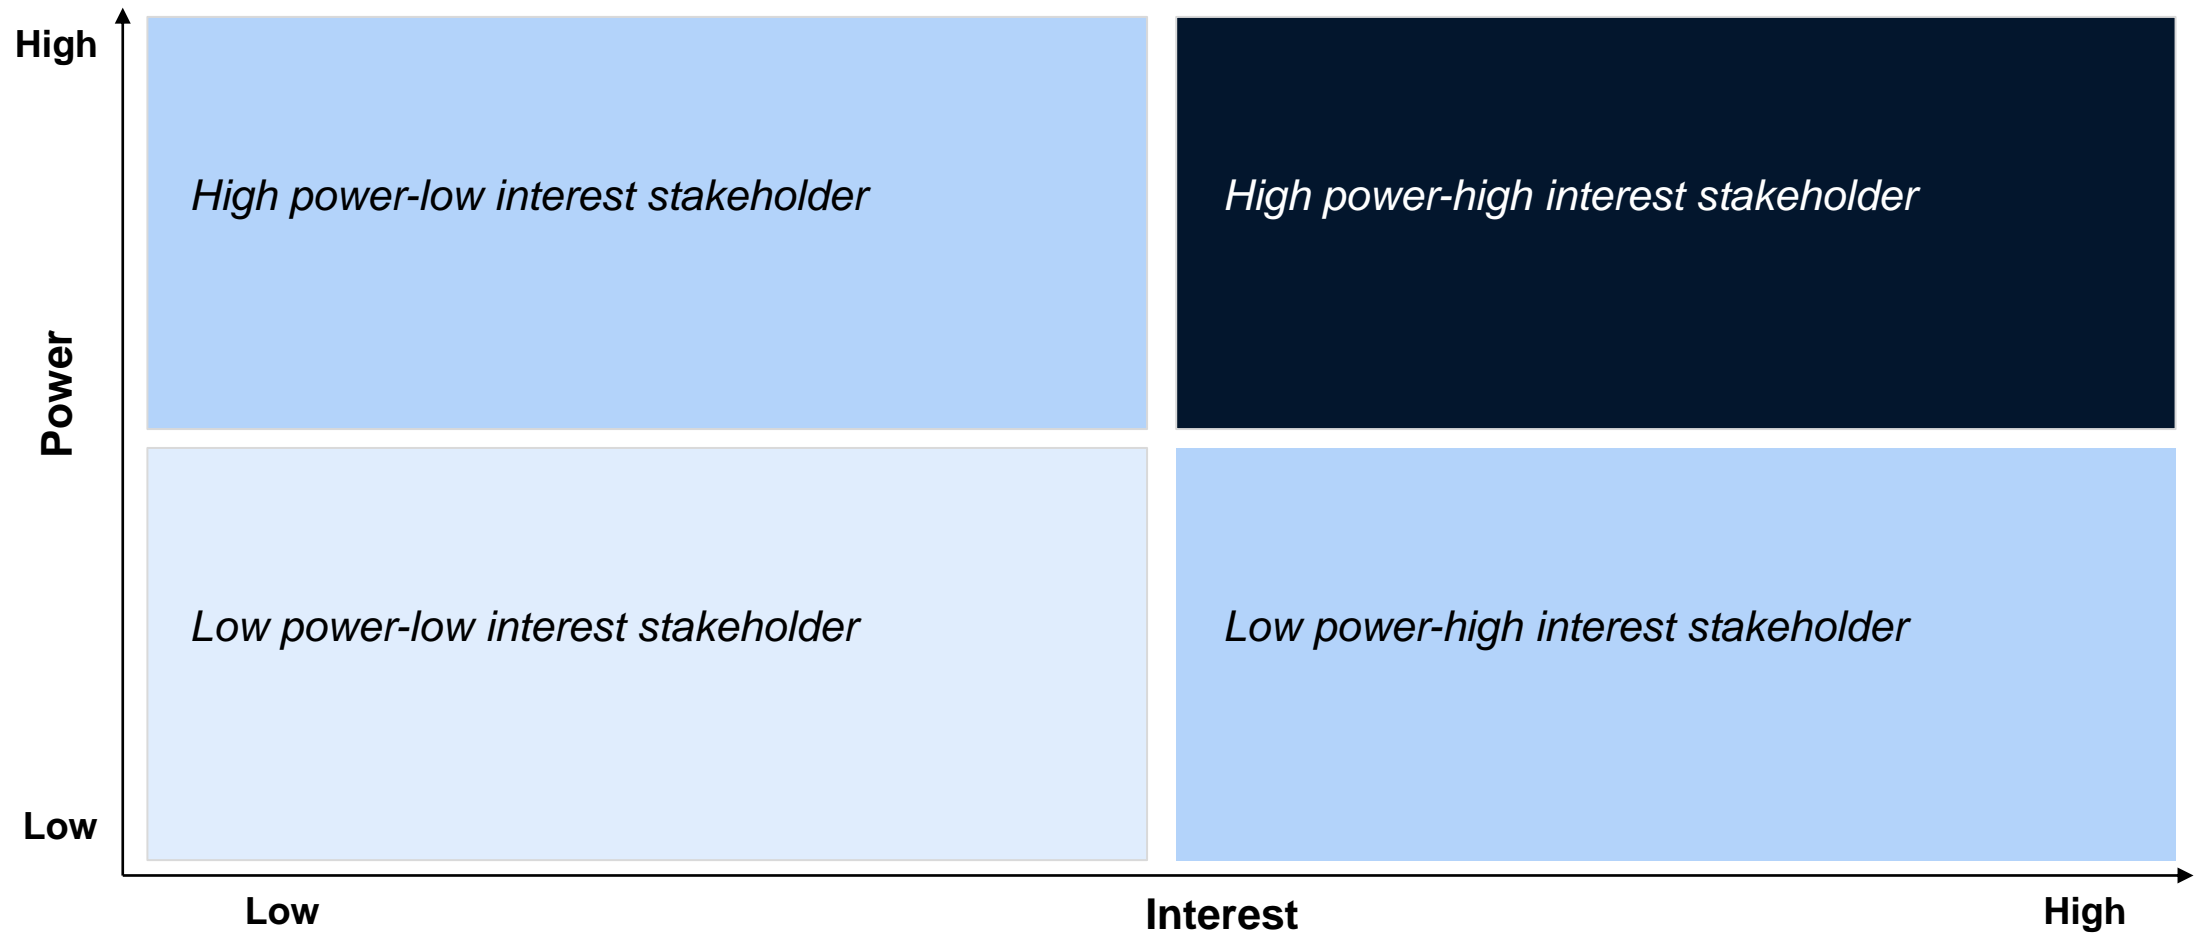 High
High power-low interest stakeholder
High power-high interest stakeholder
Power
Low power-low interest stakeholder
Low power-high interest stakeholder
Low
Low
Interest
High